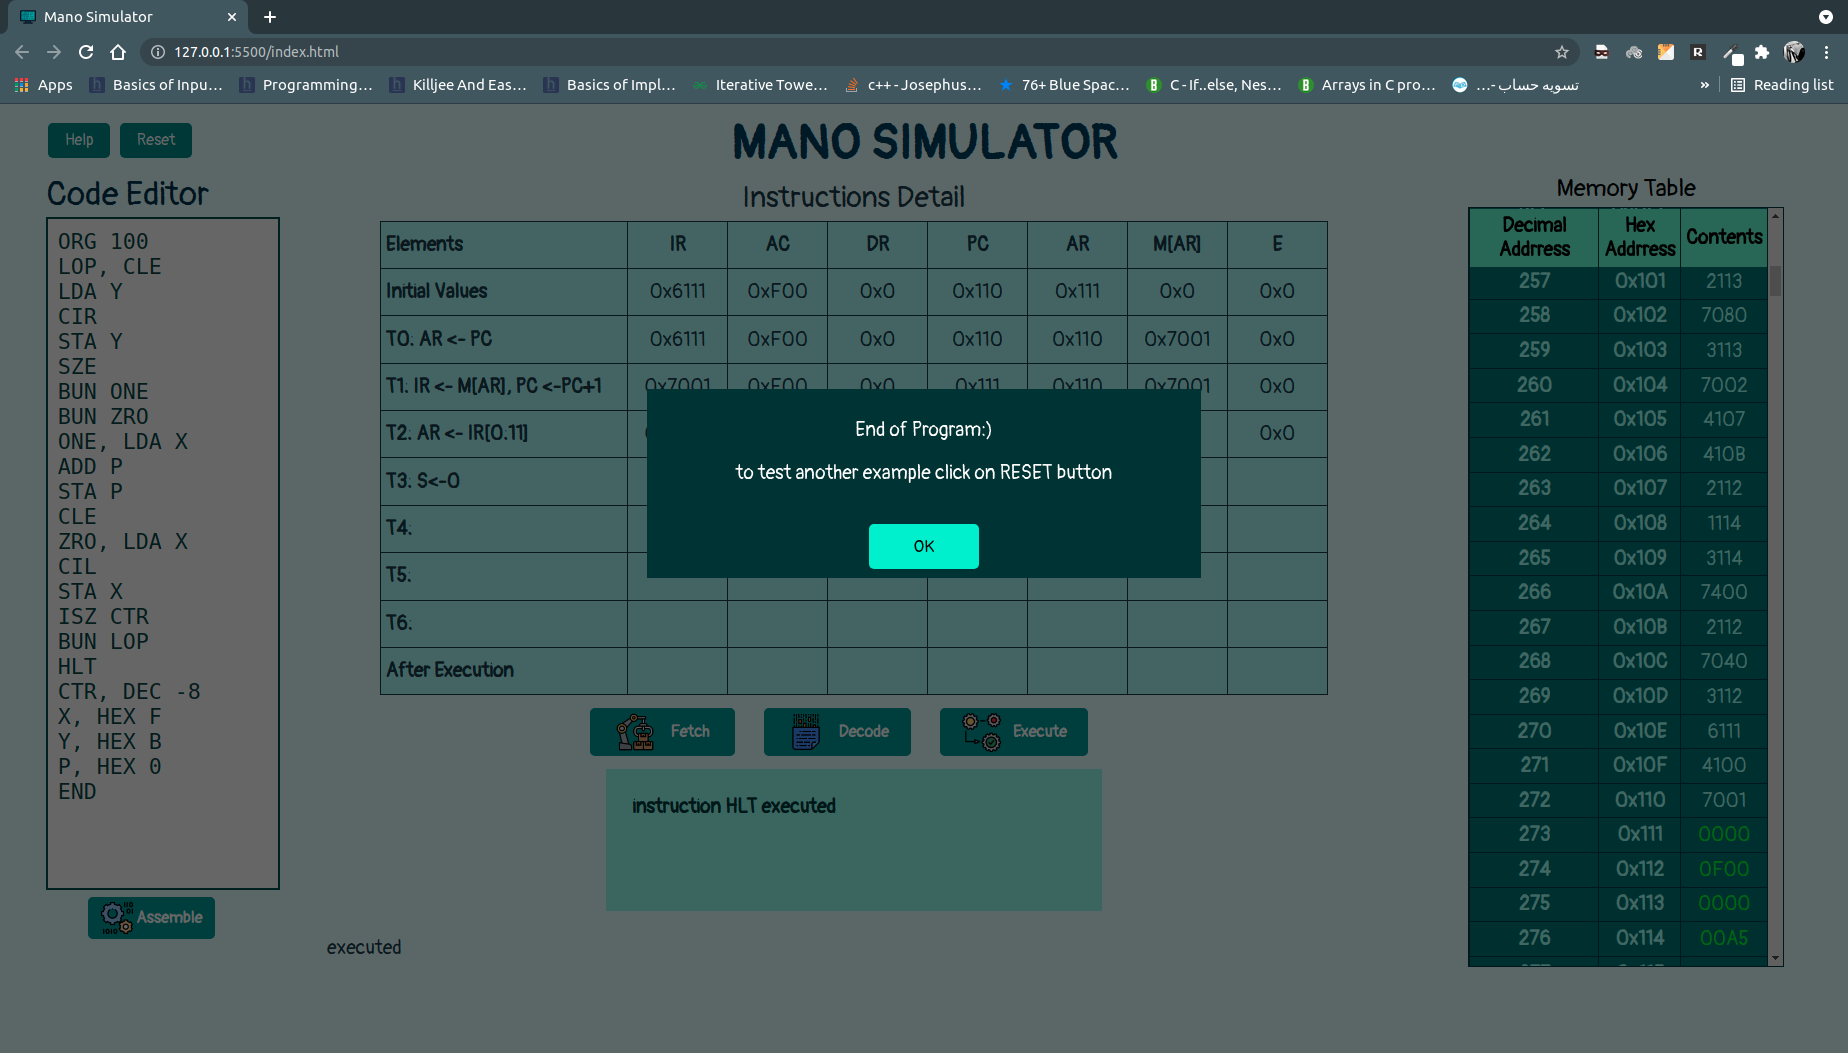 Mano Simulator
127.0.0.1:5500/index.html
Apps
Basics of Inpu...
Programming...
Killjee And Eas...
Basics of Impl...
Iterative Towe...
c++ - Josephus...
76+ Blue Spac...
C - If..else, Nes...
Arrays in C pro...
تسویه حساب -...
»
Reading list
Help
Reset
MANO SIMULATOR
Code Editor
ORG 100
LOP, CLE
LDA Y
CIR
STA Y
SZE
BUN ONE
BUN ZRO
ONE, LDA X
ADD P
STA P
CLE
ZRO, LDA X
CIL
STA X
ISZ CTR
BUN LOP
HLT
CTR, DEC -8
X, HEX F
Y, HEX B
P, HEX 0
END
Assemble
Instructions Detail
Elements IR AC DR PC AR M[AR] E
Initial Values 0x6111 0xF00 0x0 0x110 0x111 0x0 0x0
T0: AR <- PC 0x6111 0xF00 0x0 0x110 0x110 0x7001 0x0
T1: IR <- M[AR], PC <-PC+1 0x7001 0xF00 0x0 0x111 0x110 0x7001 0x0
T2: AR <- IR[0:11] 0x0
T3: S<-0
T4:
T5:
T6:
After Execution
End of Program:)
to test another example click on RESET button
OK
Fetch
Decode
Execute
instruction HLT executed
executed
Memory Table
Decimal Addrress Hex Addrress Contents
257 0x101 2113
258 0x102 7080
259 0x103 3113
260 0x104 7002
261 0x105 4107
262 0x106 410B
263 0x107 2112
264 0x108 1114
265 0x109 3114
266 0x10A 7400
267 0x10B 2112
268 0x10C 7040
269 0x10D 3112
270 0x10E 6111
271 0x10F 4100
272 0x110 7001
273 0x111 0000
274 0x112 0F00
275 0x113 0000
276 0x114 00A5